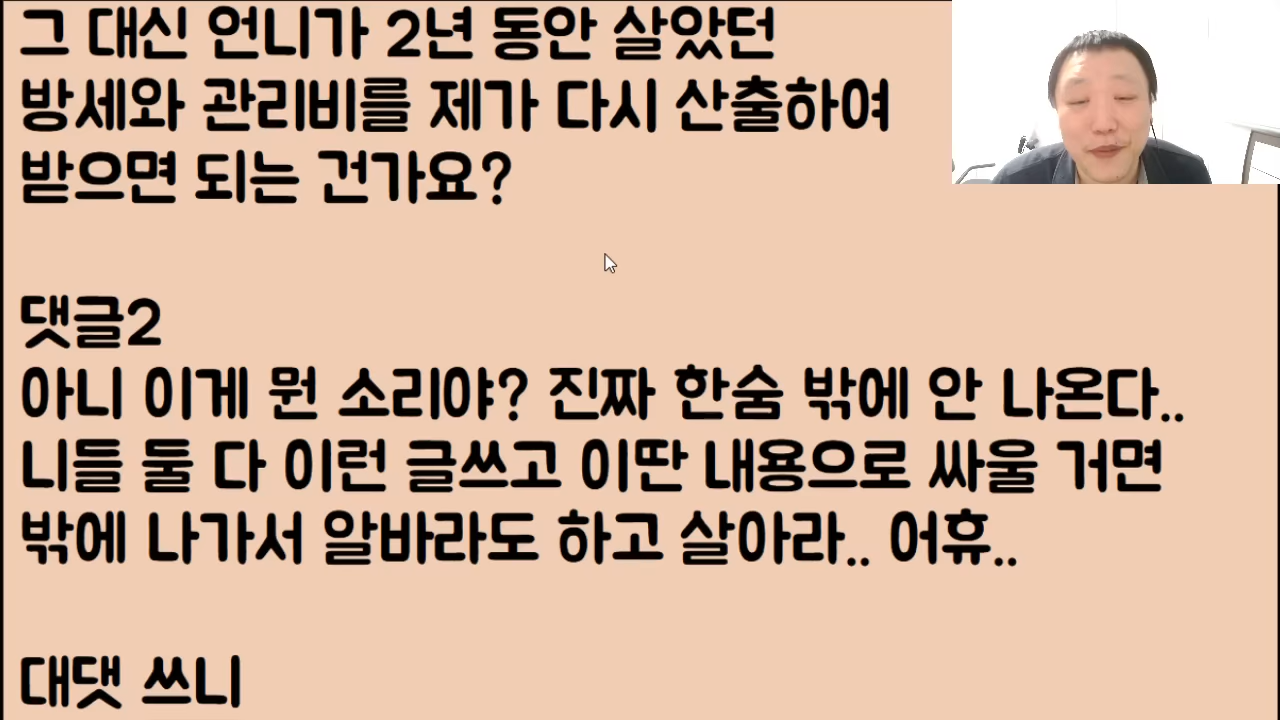 그 대신 언니가 2년 동안 살았던
방세와 관리비를 제가 다시 산출하여
받으면 되는 건가요?
댓글2
아니 이게 뭔 소리야? 진짜 한숨 밖에 안 나온다..
니들 둘 다 이런 글쓰고 이딴 내용으로 싸울 거면
밖에 나가서 알바라도 하고 살아라.. 어휴..
대댓 쓰니